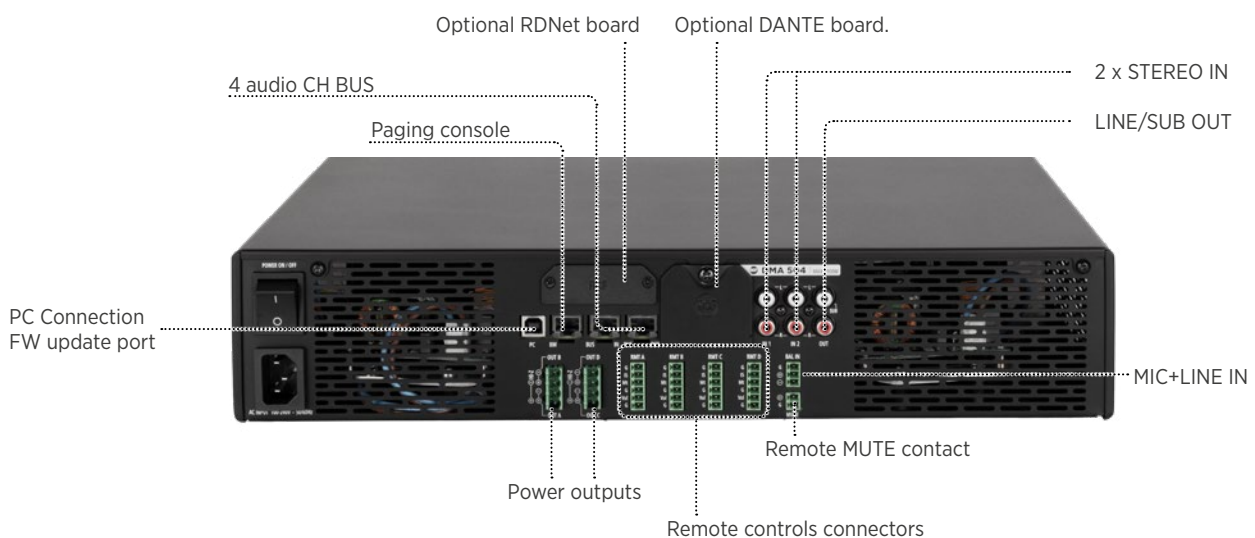 Optional RDNet board
Optional DANTE board.
4 audio CH BUS
2 x STEREO IN
Paging console
LINE/SUB OUT
POWER ON / OFF
DMA 504
PC Connection
FW update port
PC
BUS
IN 2
OUT
OUT B
OUT D
RMT A
RMT B
RMT C
RMT D
BAL IN
MIC+LINE IN
Remote MUTE contact
Power outputs
Remote controls connectors